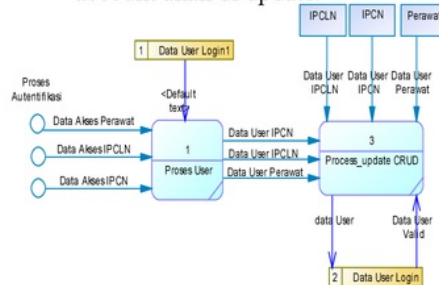 IPCLN
IPCN
Perawat
1 Data User Login1
Proses
Autentifikasi
<Default
text>
Data User
IPCLN
Data User
IPCN
Data User
Perawat
Data Akses Perawat
Data Akses IPCLN
Data Akses IPCN
1
Proses User
Data User IPCN
Data User IPCLN
Data User Perawat
3
Process_update CRUD
data User
Data User
Valid
2 Data User Login